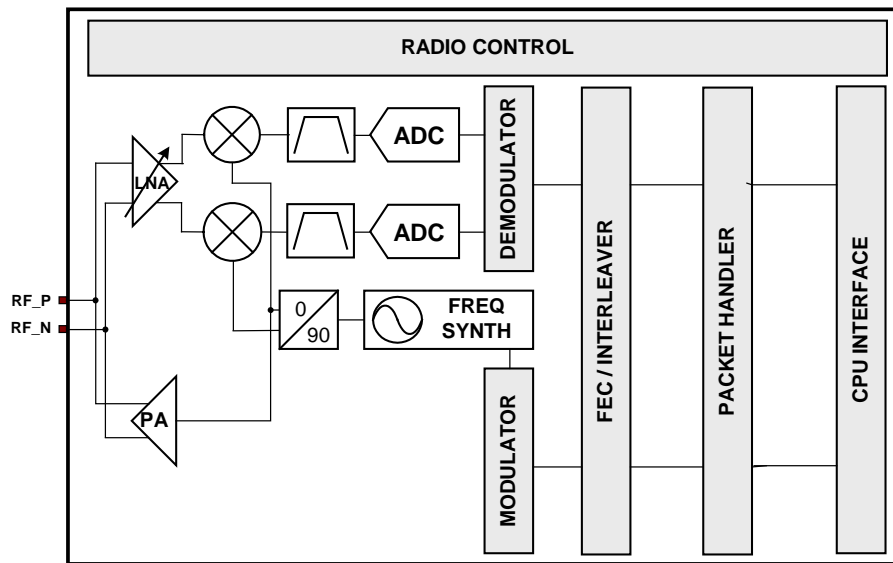 RADIO CONTROL
LNA
ADC
ADC
DEMODULATOR
FEC / INTERLEAVER
PACKET HANDLER
CPU INTERFACE
RF_P
RF_N
0
90
FREQ
SYNTH
PA
MODULATOR